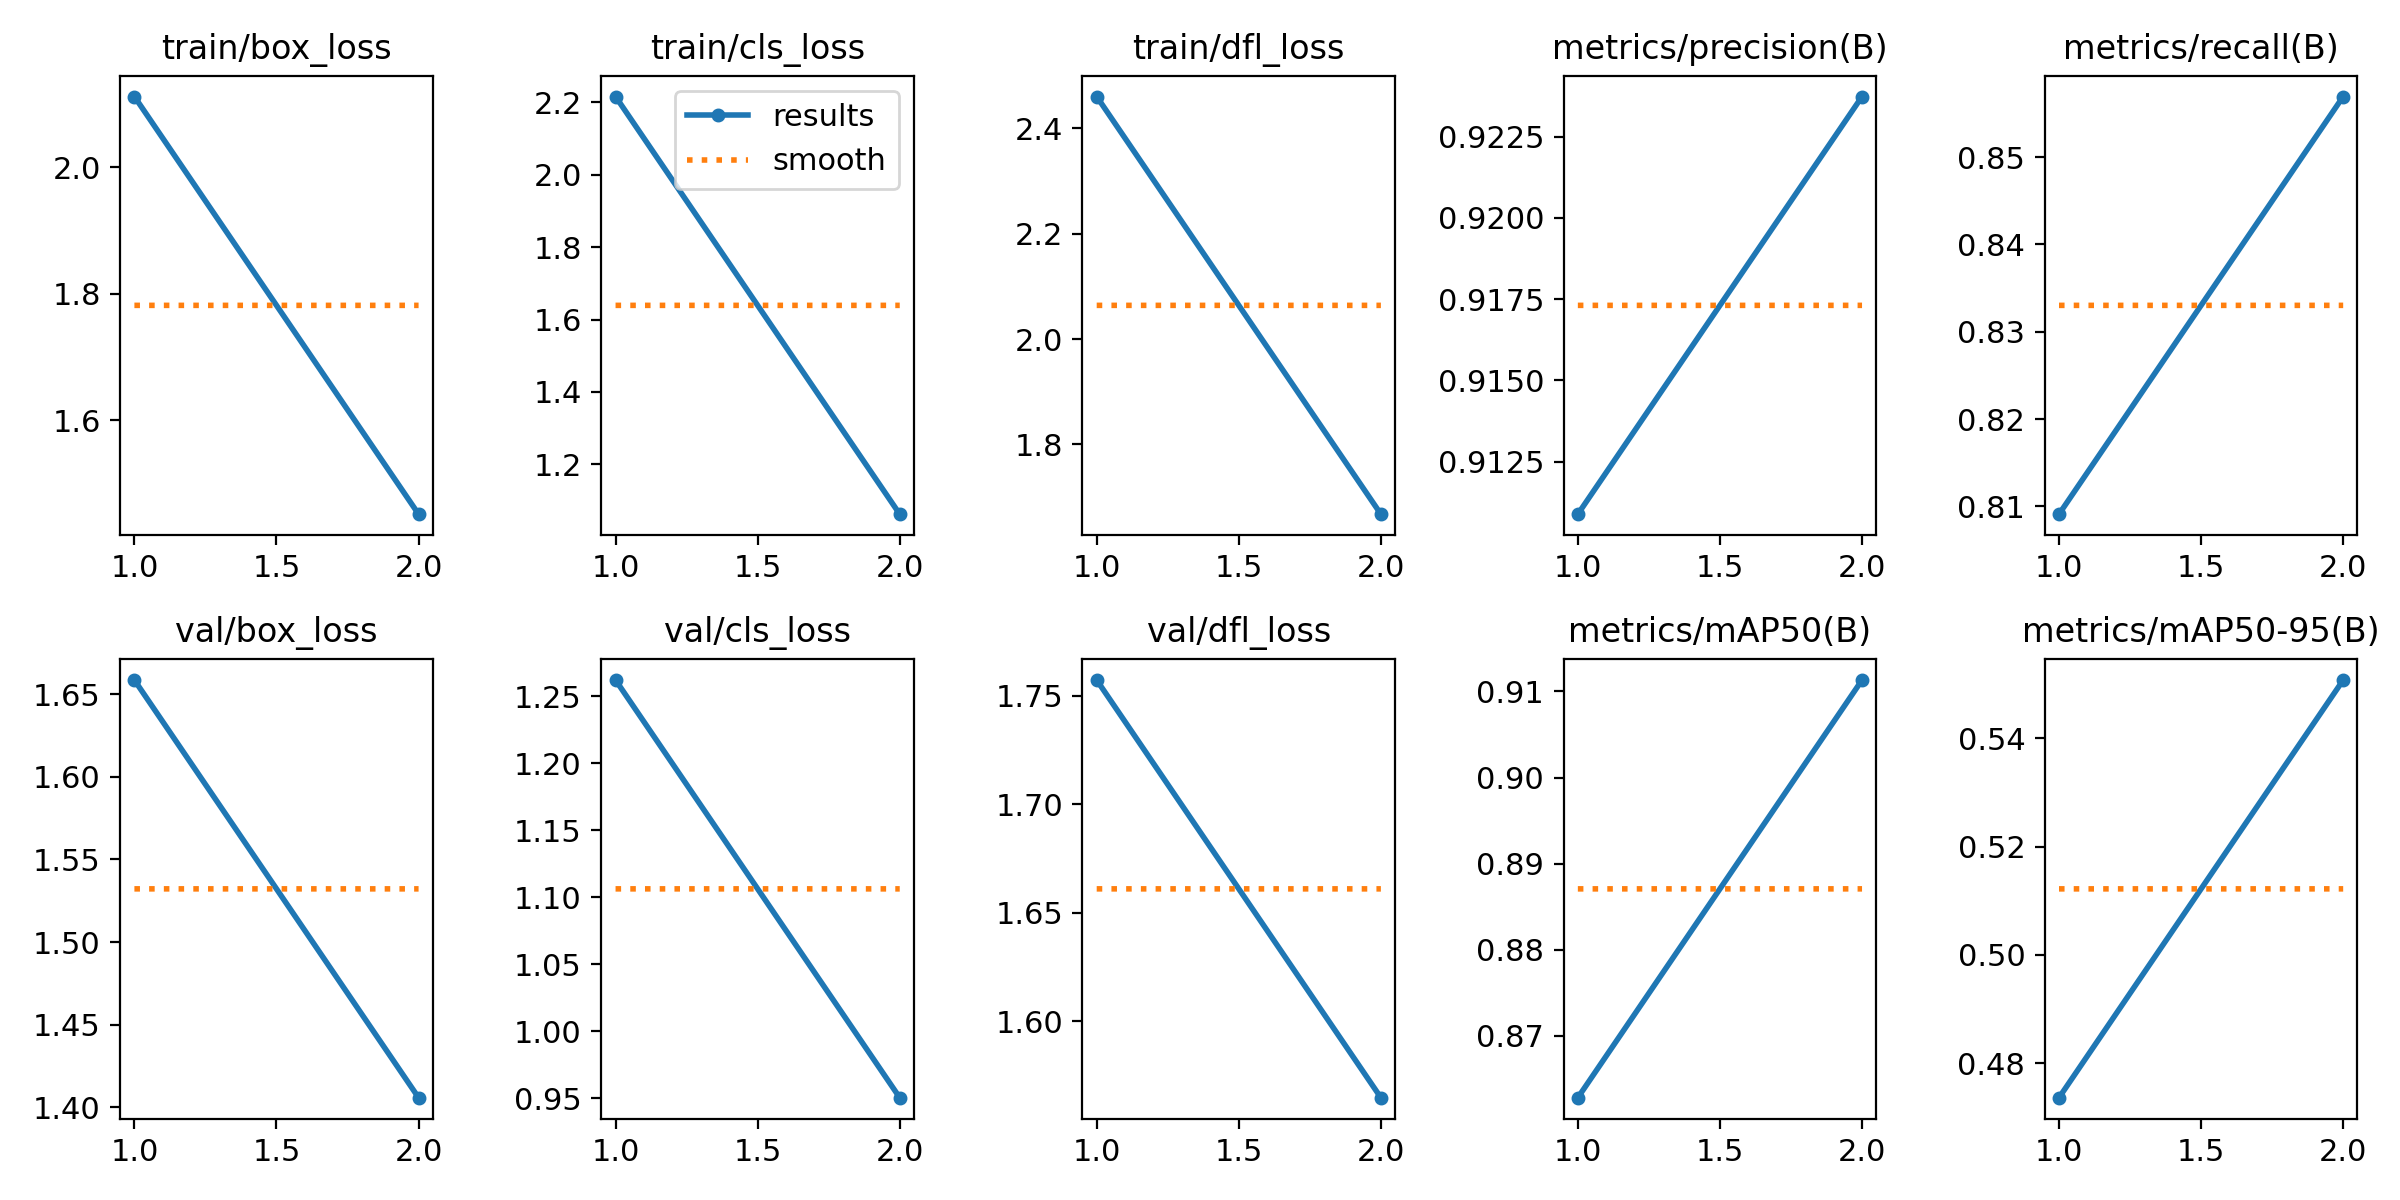 train/box_loss
2.0
1.8
1.6
1.0 1.5 2.0
train/cls_loss
results
smooth
2.2
2.0
1.8
1.6
1.4
1.2
1.0 1.5 2.0
train/dfl_loss
2.4
2.2
2.0
1.8
1.0 1.5 2.0
metrics/precision(B)
0.9225
0.9200
0.9175
0.9150
0.9125
1.0 1.5 2.0
metrics/recall(B)
0.85
0.84
0.83
0.82
0.81
1.0 1.5 2.0
val/box_loss
1.65
1.60
1.55
1.50
1.45
1.40
1.0 1.5 2.0
val/cls_loss
1.25
1.20
1.15
1.10
1.05
1.00
0.95
1.0 1.5 2.0
val/dfl_loss
1.75
1.70
1.65
1.60
1.0 1.5 2.0
metrics/mAP50(B)
0.91
0.90
0.89
0.88
0.87
1.0 1.5 2.0
metrics/mAP50-95(B)
0.54
0.52
0.50
0.48
1.0 1.5 2.0